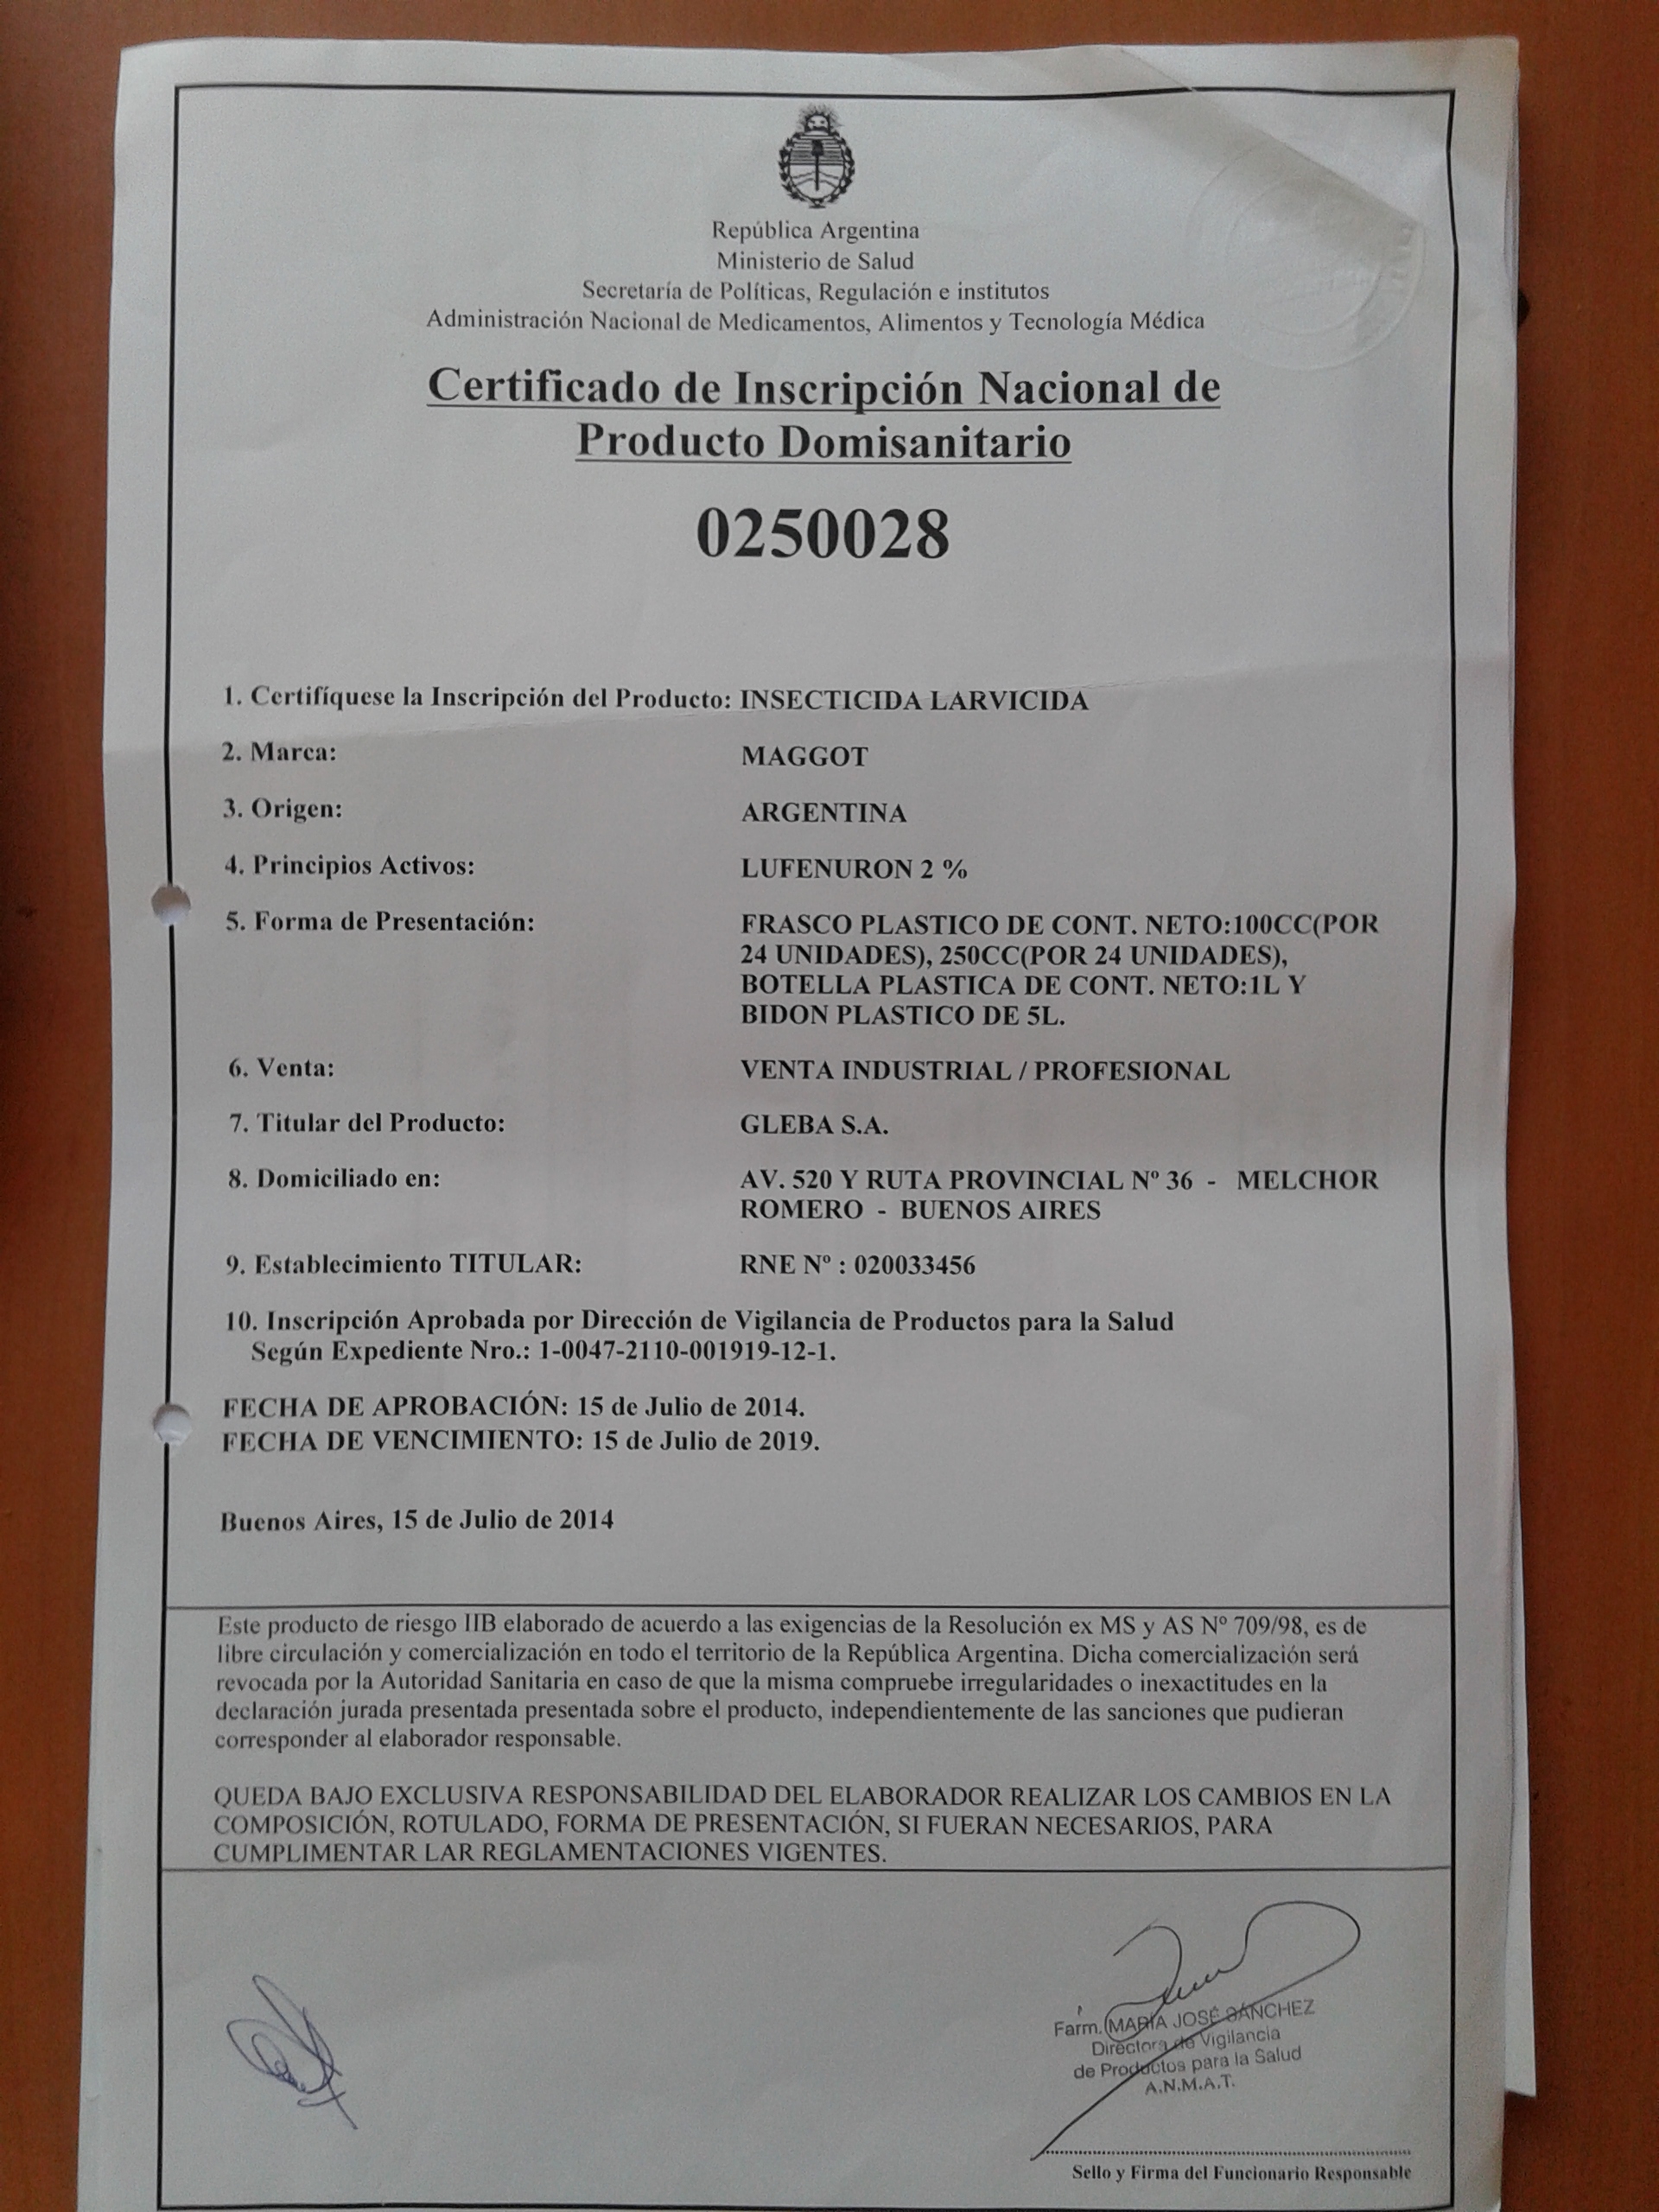 República Argentina
Ministerio de Salud
Secretaría de Políticas, Regulación e institutos
Administración Nacional de Medicamentos, Alimentos y Tecnología Médica
Certificado de Inscripción Nacional de
Producto Domisanitario
0250028
1. Certifíquese la Inscripción del Producto: INSECTICIDA LARVICIDA
2. Marca: MAGGOT
3. Origen: ARGENTINA
4. Principios Activos: LUFENURON 2 %
5. Forma de Presentación: FRASCO PLASTICO DE CONT. NETO:100CC(POR
24 UNIDADES), 250CC(POR 24 UNIDADES),
BOTELLA PLASTICA DE CONT. NETO:1L Y
BIDON PLASTICO DE 5L.
6. Venta: VENTA INDUSTRIAL / PROFESIONAL
7. Titular del Producto: GLEBA S.A.
8. Domiciliado en: AV. 520 Y RUTA PROVINCIAL Nº 36 - MELCHOR
ROMERO - BUENOS AIRES
9. Establecimiento TITULAR: RNE Nº : 020033456
10. Inscripción Aprobada por Dirección de Vigilancia de Productos para la Salud
Según Expediente Nro.: 1-0047-2110-001919-12-1.
FECHA DE APROBACIÓN: 15 de Julio de 2014.
FECHA DE VENCIMIENTO: 15 de Julio de 2019.
Buenos Aires, 15 de Julio de 2014
Este producto de riesgo IIB elaborado de acuerdo a las exigencias de la Resolución ex MS y AS Nº 709/98, es de
libre circulación y comercialización en todo el territorio de la República Argentina. Dicha comercialización será
revocada por la Autoridad Sanitaria en caso de que la misma compruebe irregularidades o inexactitudes en la
declaración jurada presentada presentada sobre el producto, independientemente de las sanciones que pudieran
corresponder al elaborador responsable.
QUEDA BAJO EXCLUSIVA RESPONSABILIDAD DEL ELABORADOR REALIZAR LOS CAMBIOS EN LA
COMPOSICIÓN, ROTULADO, FORMA DE PRESENTACIÓN, SI FUERAN NECESARIOS, PARA
CUMPLIMENTAR LAR REGLAMENTACIONES VIGENTES.
Farm. MARÍA JOSÉ SÁNCHEZ
Directora de Vigilancia
de Productos para la Salud
A.N.M.A.T.
Sello y Firma del Funcionario Responsable